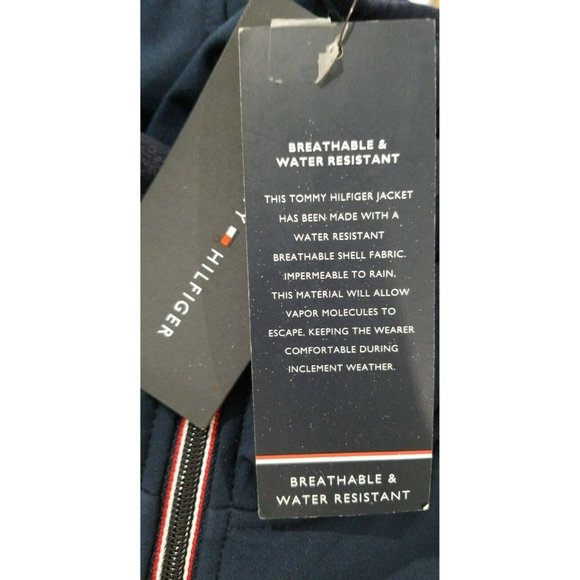 BREATHABLE &
WATER RESISTANT
THIS TOMMY HILFIGER JACKET
HAS BEEN MADE WITH A
WATER RESISTANT
BREATHABLE SHELL FABRIC.
IMPERMEABLE TO RAIN,
THIS MATERIAL WILL ALLOW
VAPOR MOLECULES TO
ESCAPE, KEEPING THE WEARER
COMFORTABLE DURING
INCLEMENT WEATHER.
BREATHABLE &
WATER RESISTANT
Y HILFIGER